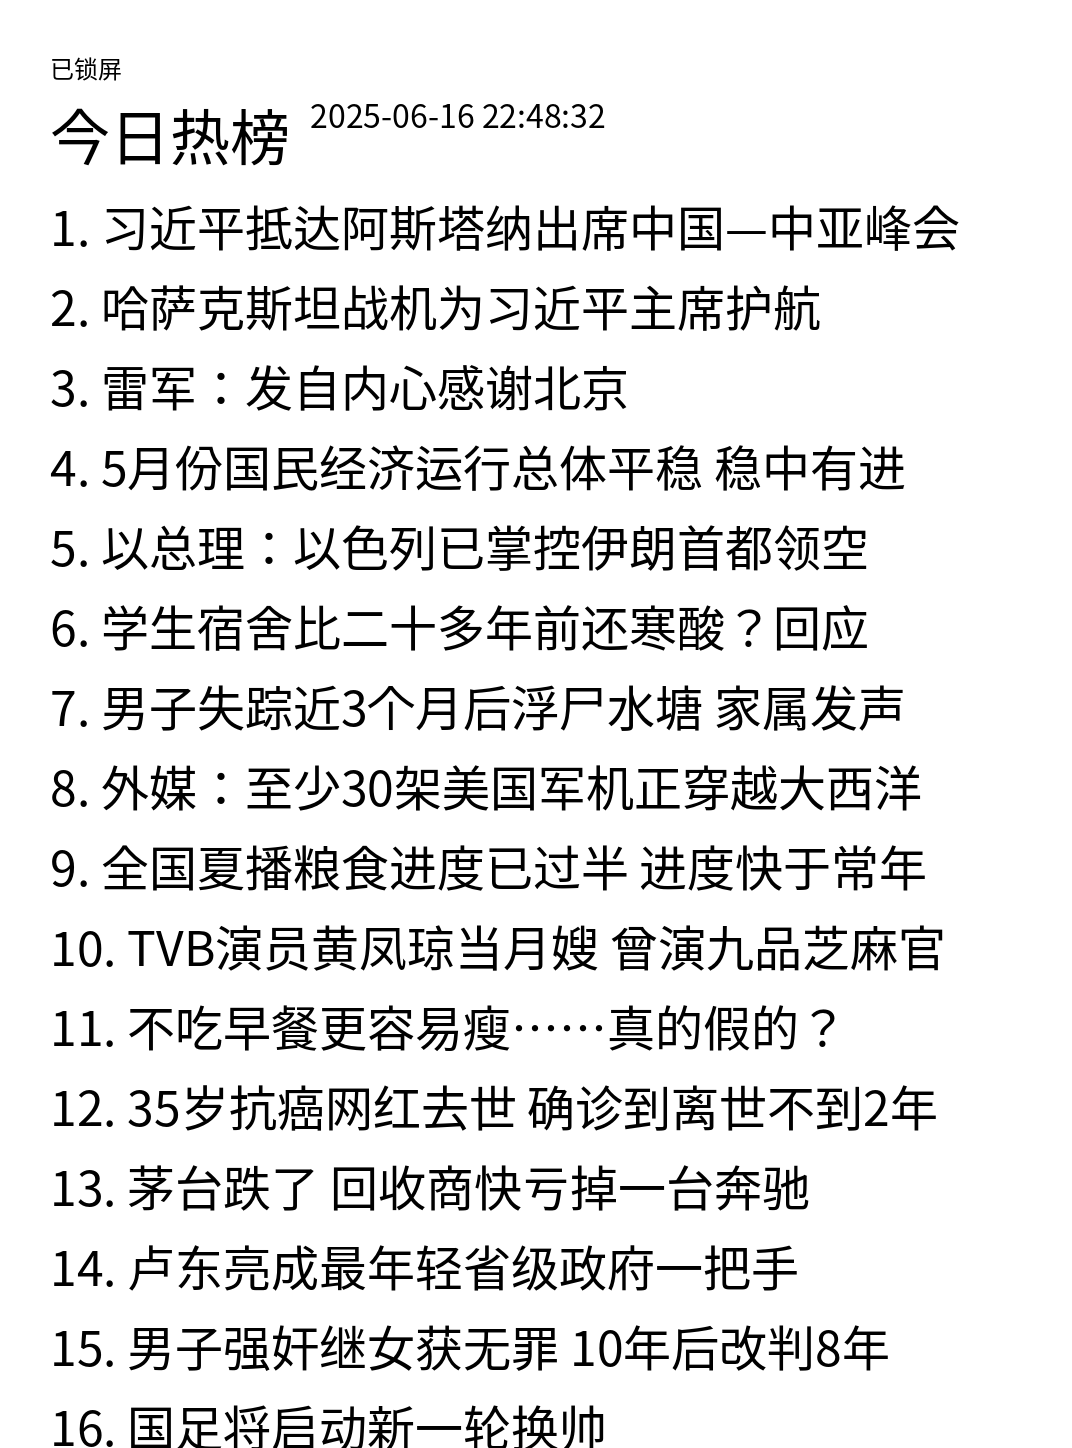 已锁屏
今日热榜 2025-06-16 22:48:32
1. 习近平抵达阿斯塔纳出席中国—中亚峰会
2. 哈萨克斯坦战机为习近平主席护航
3. 雷军：发自内心感谢北京
4. 5月份国民经济运行总体平稳 稳中有进
5. 以总理：以色列已掌控伊朗首都领空
6. 学生宿舍比二十多年前还寒酸？回应
7. 男子失踪近3个月后浮尸水塘 家属发声
8. 外媒：至少30架美国军机正穿越大西洋
9. 全国夏播粮食进度已过半 进度快于常年
10. TVB演员黄凤琼当月嫂 曾演九品芝麻官
11. 不吃早餐更容易瘦……真的假的？
12. 35岁抗癌网红去世 确诊到离世不到2年
13. 茅台跌了 回收商快亏掉一台奔驰
14. 卢东亮成最年轻省级政府一把手
15. 男子强奸继女获无罪 10年后改判8年
16. 国足将启动新一轮换帅